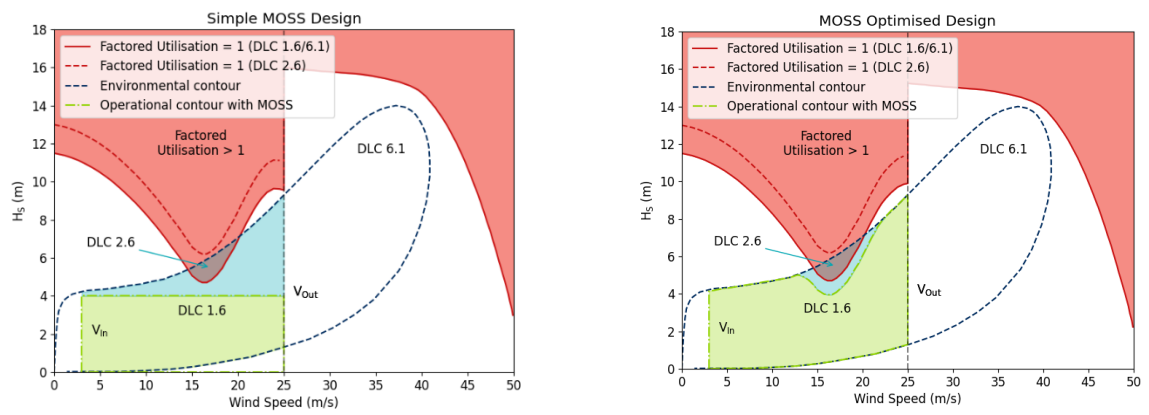 Simple MOSS Design
18
16
14
12
10
8
6
4
2
0
H_S (m)
Factored Utilisation = 1 (DLC 1.6/6.1)
Factored Utilisation = 1 (DLC 2.6)
Environmental contour
Operational contour with MOSS
Factored
Utilisation > 1
DLC 6.1
DLC 2.6
V_Out
DLC 1.6
V_In
0 5 10 15 20 25 30 35 40 45 50
Wind Speed (m/s)
MOSS Optimised Design
18
16
14
12
10
8
6
4
2
0
H_S (m)
Factored Utilisation = 1 (DLC 1.6/6.1)
Factored Utilisation = 1 (DLC 2.6)
Environmental contour
Operational contour with MOSS
Factored
Utilisation > 1
DLC 6.1
DLC 2.6
V_Out
DLC 1.6
V_In
0 5 10 15 20 25 30 35 40 45 50
Wind Speed (m/s)